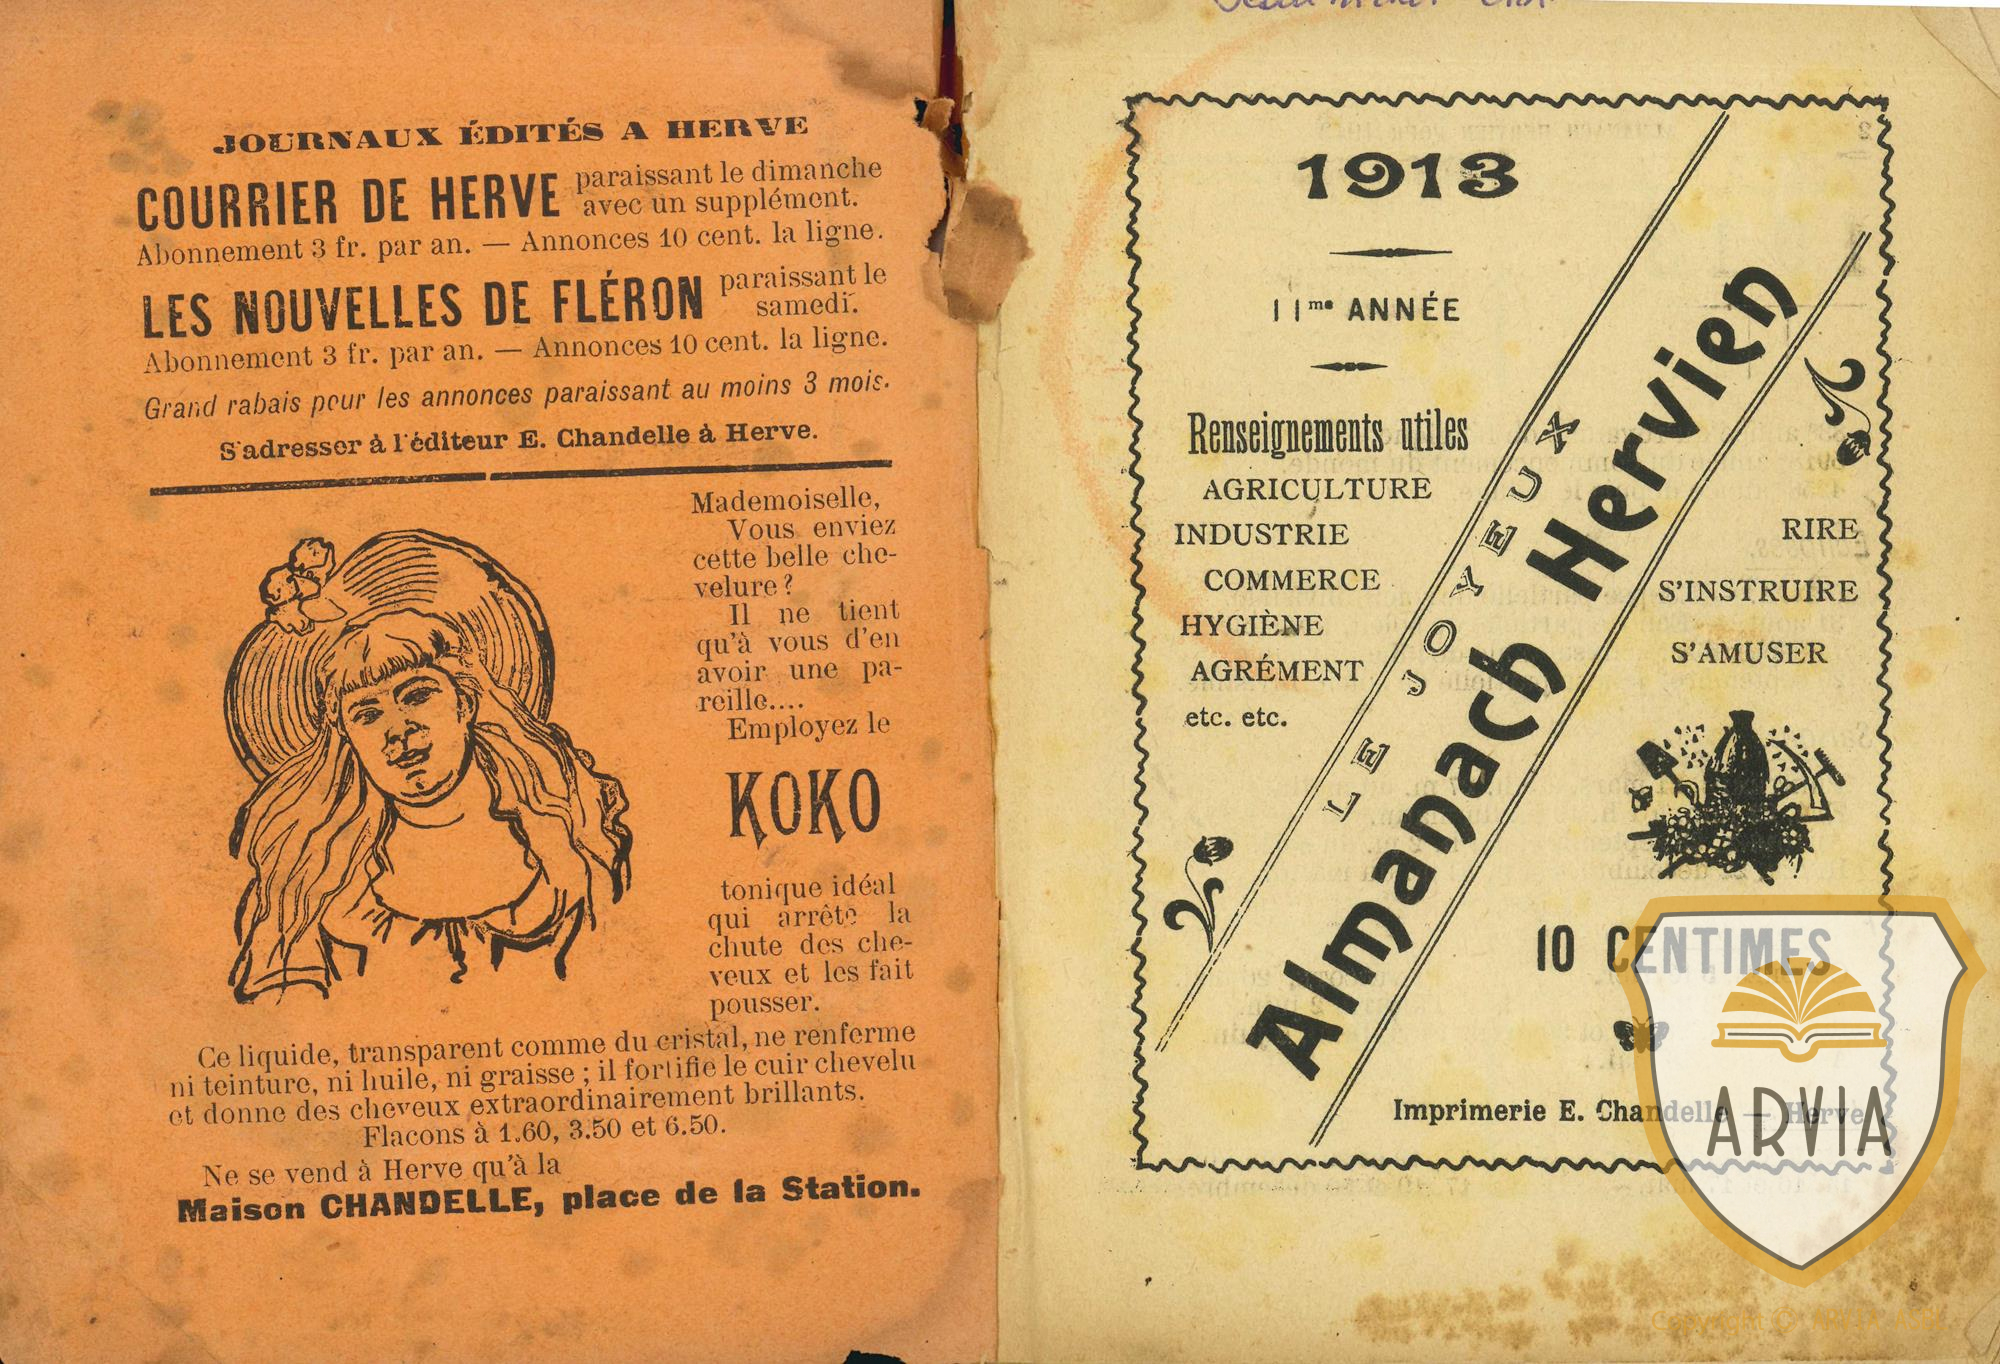 JOURNAUX ÉDITÉS A HERVE
COURRIER DE HERVE paraissant le dimanche
avec un supplément.
Abonnement 3 fr. par an. — Annonces 10 cent. la ligne.
LES NOUVELLES DE FLÉRON paraissant le
samedi.
Abonnement 3 fr. par an. — Annonces 10 cent. la ligne.
Grand rabais pour les annonces paraissant au moins 3 mois.
S'adresser à l'éditeur E. Chandelle à Herve.
Mademoiselle,
Vous enviez
cette belle che-
velure ?
Il ne tient
qu'à vous d'en
avoir une pa-
reille....
Employez le
KOKO
tonique idéal
qui arrête la
chute des che-
veux et les fait
pousser.
Ce liquide, transparent comme du cristal, ne renferme
ni teinture, ni huile, ni graisse ; il fortifie le cuir chevelu
et donne des cheveux extraordinairement brillants.
Flacons à 1.60, 3.50 et 6.50.
Ne se vend à Herve qu'à la
Maison CHANDELLE, place de la Station.
1913
11me ANNÉE
Renseignements utiles
AGRICULTURE
INDUSTRIE
COMMERCE
HYGIÈNE
AGRÉMENT
etc. etc.
LE JOYEUX
Almanach Hervien
RIRE
S'INSTRUIRE
S'AMUSER
10 CENTIMES
Imprimerie E. Chandelle — Herve
ARVIA
Copyright © ARVIA ASBL